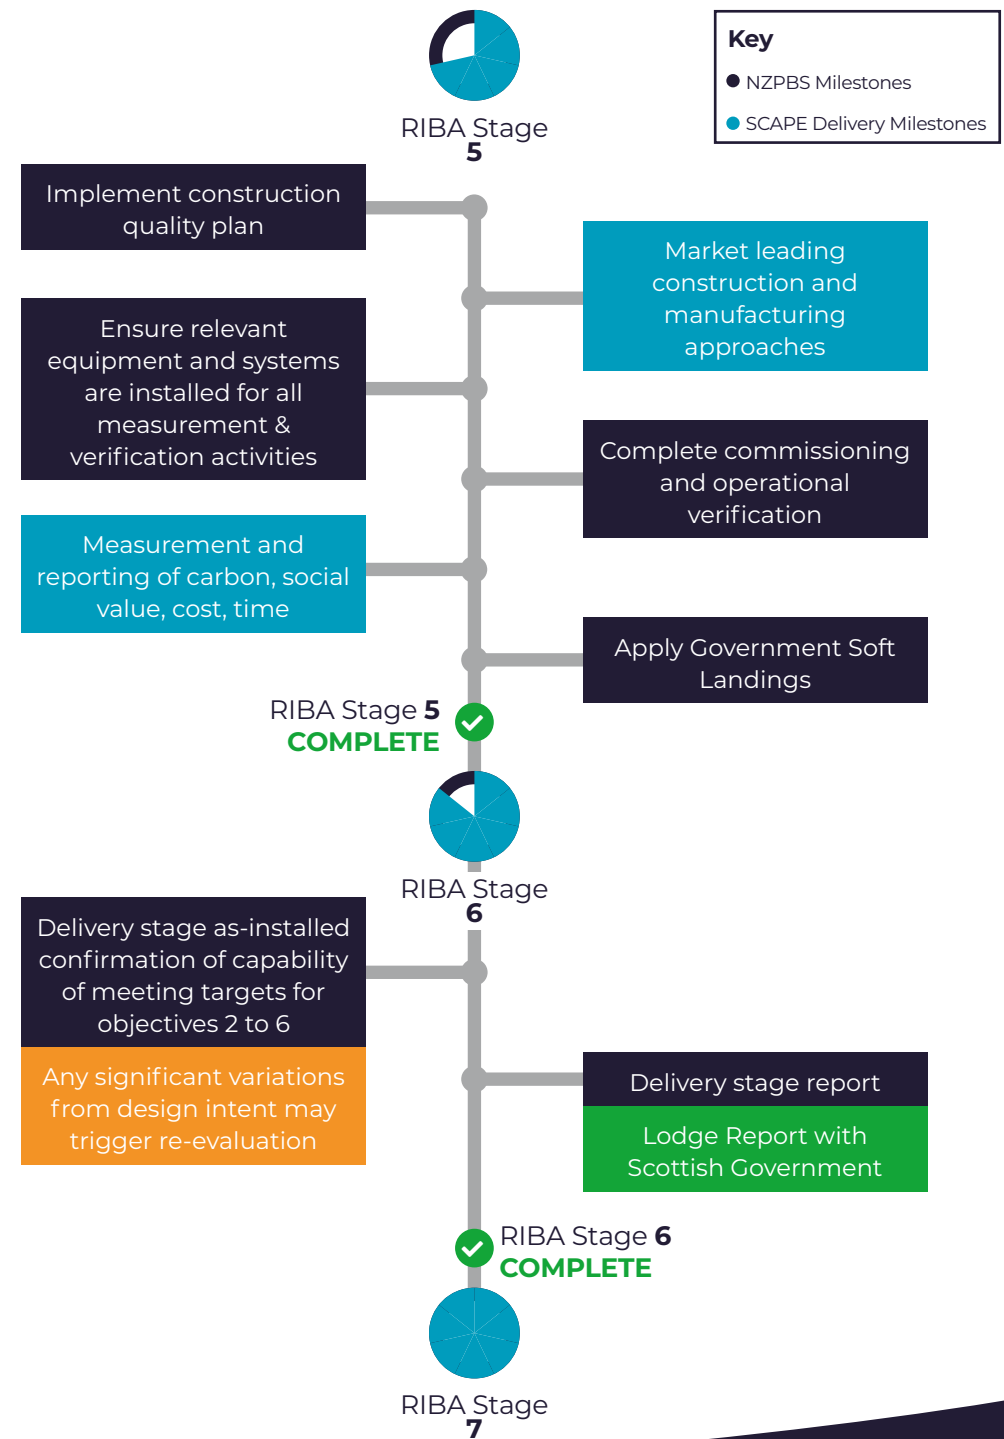 RIBA Stage
5
Key
NZPBS Milestones
SCAPE Delivery Milestones
Implement construction
quality plan
Market leading
construction and
manufacturing
approaches
Ensure relevant
equipment and systems
are installed for all
measurement &
verification activities
Complete commissioning
and operational
verification
Measurement and
reporting of carbon, social
value, cost, time
Apply Government Soft
Landings
RIBA Stage 5
COMPLETE
RIBA Stage
6
Delivery stage as-installed
confirmation of capability
of meeting targets for
objectives 2 to 6
Any significant variations
from design intent may
trigger re-evaluation
Delivery stage report
Lodge Report with
Scottish Government
RIBA Stage 6
COMPLETE
RIBA Stage
7